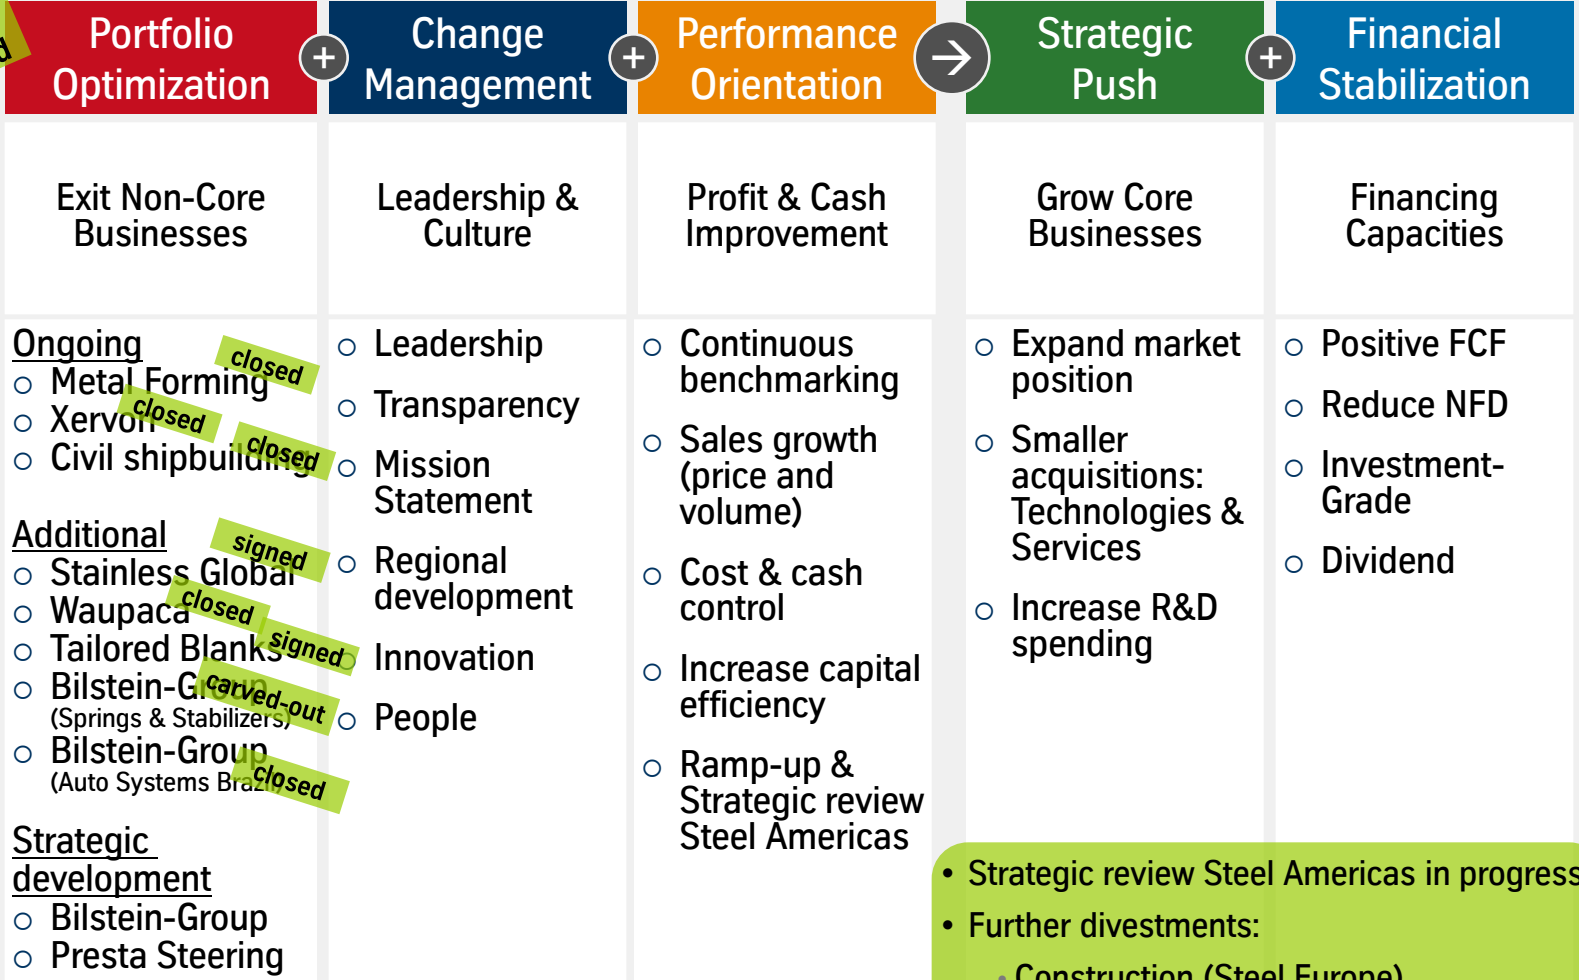 Portfolio
Optimization
+
Change
Management
+
Performance
Orientation
→
Strategic
Push
+
Financial
Stabilization
Exit Non-Core
Businesses
Leadership &
Culture
Profit & Cash
Improvement
Grow Core
Businesses
Financing
Capacities
Ongoing
○ Metal Forming
closed
○ Xervon
closed
○ Civil shipbuilding
closed
Additional
○ Stainless Global
signed
○ Waupaca
closed
○ Tailored Blanks
signed
○ Bilstein-Group
(Springs & Stabilizers)
carved-out
○ Bilstein-Group
(Auto Systems Brazil)
closed
Strategic
development
○ Bilstein-Group
○ Presta Steering
○ Leadership
○ Transparency
○ Mission
Statement
○ Regional
development
○ Innovation
○ People
○ Continuous
benchmarking
○ Sales growth
(price and
volume)
○ Cost & cash
control
○ Increase capital
efficiency
○ Ramp-up &
Strategic review
Steel Americas
○ Expand market
position
○ Smaller
acquisitions:
Technologies &
Services
○ Increase R&D
spending
○ Positive FCF
○ Reduce NFD
○ Investment-
Grade
○ Dividend
• Strategic review Steel Americas in progress
• Further divestments:
• Construction (Steel Europe)